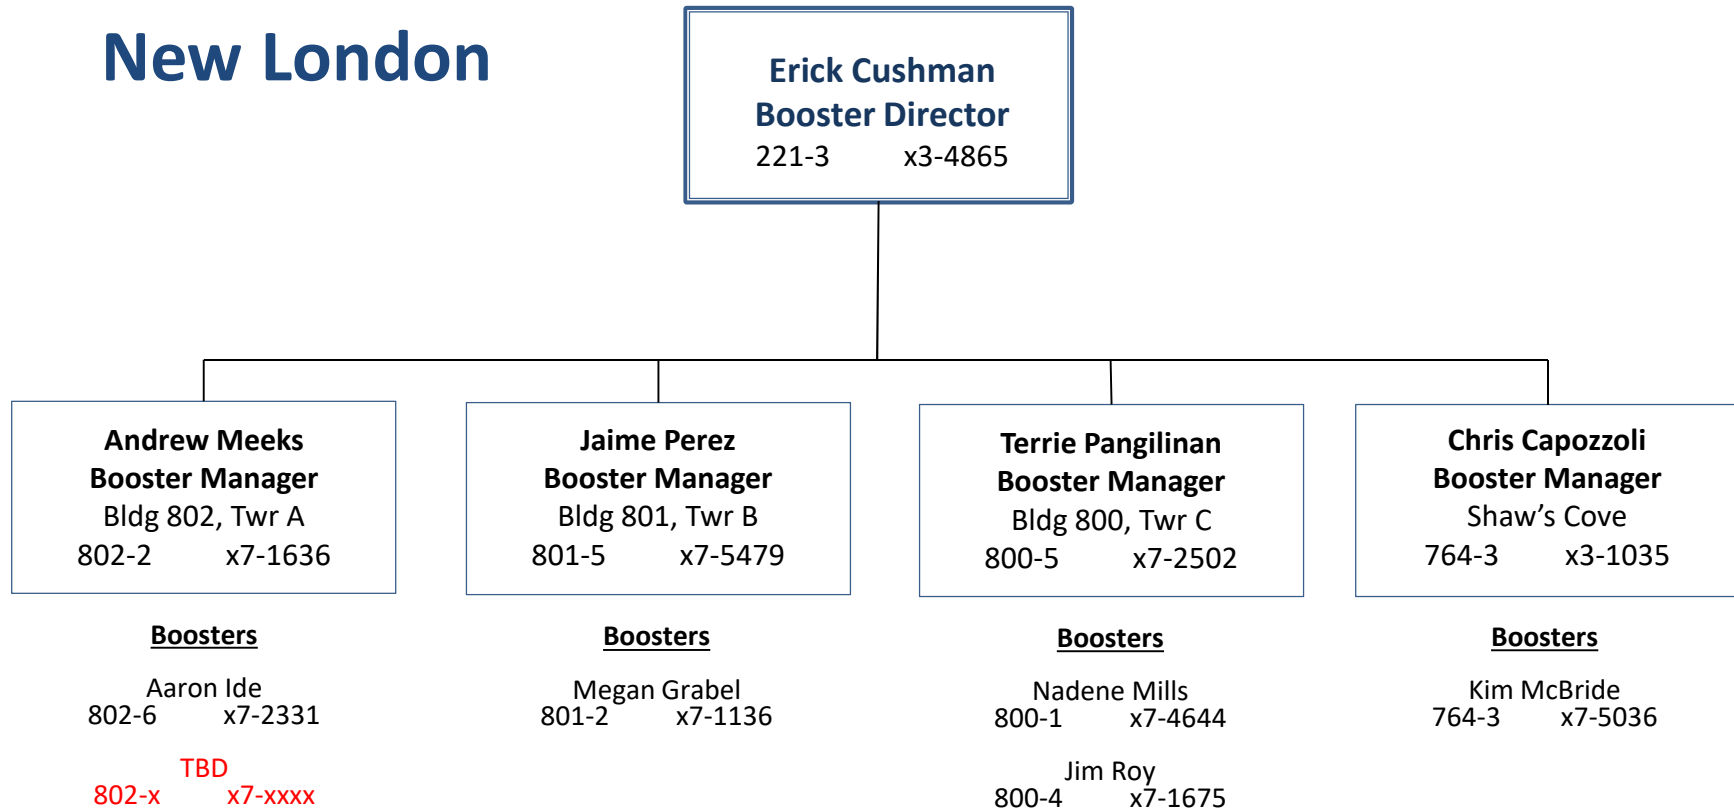 New London
Erick Cushman
Booster Director
221-3 x3-4865
Andrew Meeks
Booster Manager
Bldg 802, Twr A
802-2 x7-1636
Boosters
Aaron Ide
802-6 x7-2331
TBD
802-x x7-xxxx
Jaime Perez
Booster Manager
Bldg 801, Twr B
801-5 x7-5479
Boosters
Megan Grabel
801-2 x7-1136
Terrie Pangilinan
Booster Manager
Bldg 800, Twr C
800-5 x7-2502
Boosters
Nadene Mills
800-1 x7-4644
Jim Roy
800-4 x7-1675
Chris Capozzoli
Booster Manager
Shaw’s Cove
764-3 x3-1035
Boosters
Kim McBride
764-3 x7-5036